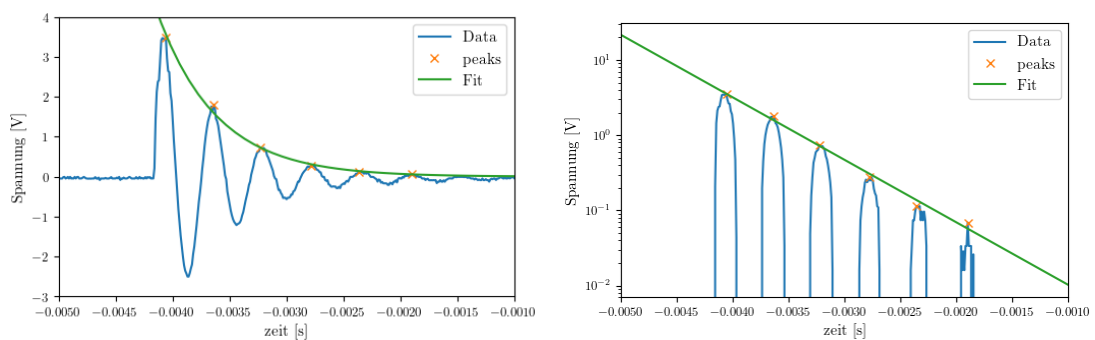 4
3
2
1
0
−1
−2
−3
Spannung [V]
−0.0050 −0.0045 −0.0040 −0.0035 −0.0030 −0.0025 −0.0020 −0.0015 −0.0010
zeit [s]
Data
peaks
Fit
10¹
10⁰
10⁻¹
10⁻²
Spannung [V]
−0.0050 −0.0045 −0.0040 −0.0035 −0.0030 −0.0025 −0.0020 −0.0015 −0.0010
zeit [s]
Data
peaks
Fit